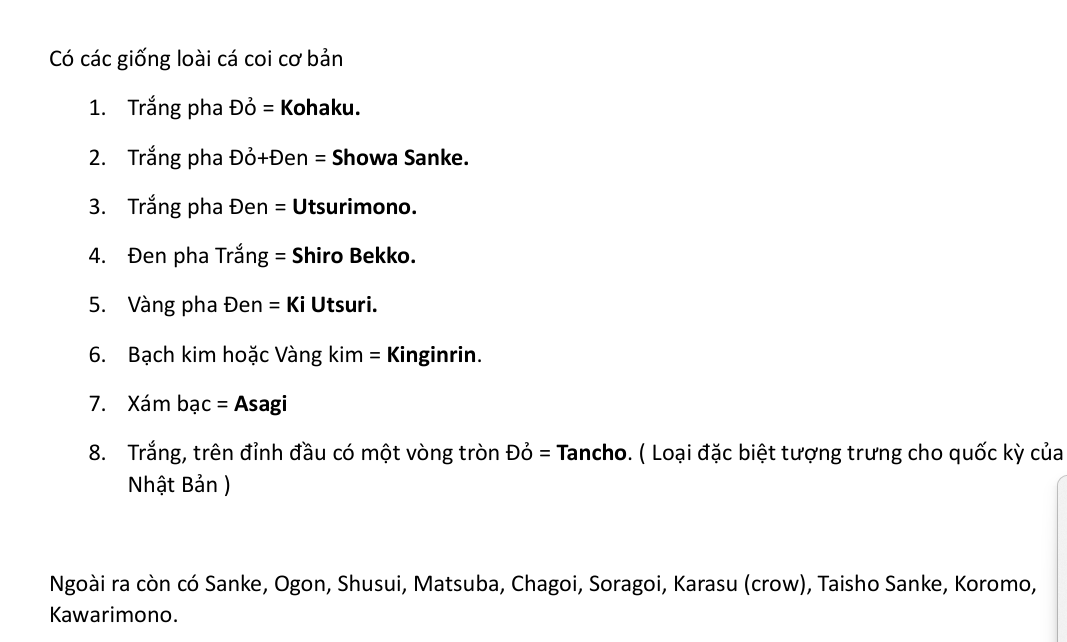 Có các giống loài cá coi cơ bản
1. Trắng pha Đỏ = Kohaku.
2. Trắng pha Đỏ+Đen = Showa Sanke.
3. Trắng pha Đen = Utsurimono.
4. Đen pha Trắng = Shiro Bekko.
5. Vàng pha Đen = Ki Utsuri.
6. Bạch kim hoặc Vàng kim = Kinginrin.
7. Xám bạc = Asagi
8. Trắng, trên đỉnh đầu có một vòng tròn Đỏ = Tancho. ( Loại đặc biệt tượng trưng cho quốc kỳ của
Nhật Bản )
Ngoài ra còn có Sanke, Ogon, Shusui, Matsuba, Chagoi, Soragoi, Karasu (crow), Taisho Sanke, Koromo,
Kawarimono.